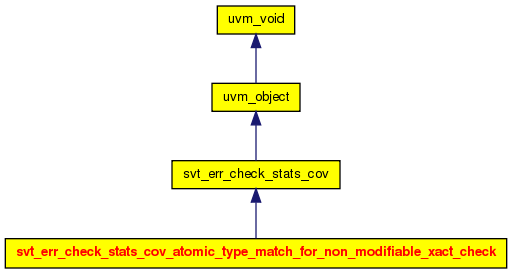 uvm_void
uvm_object
svt_err_check_stats_cov
svt_err_check_stats_cov_atomic_type_match_for_non_modifiable_xact_check